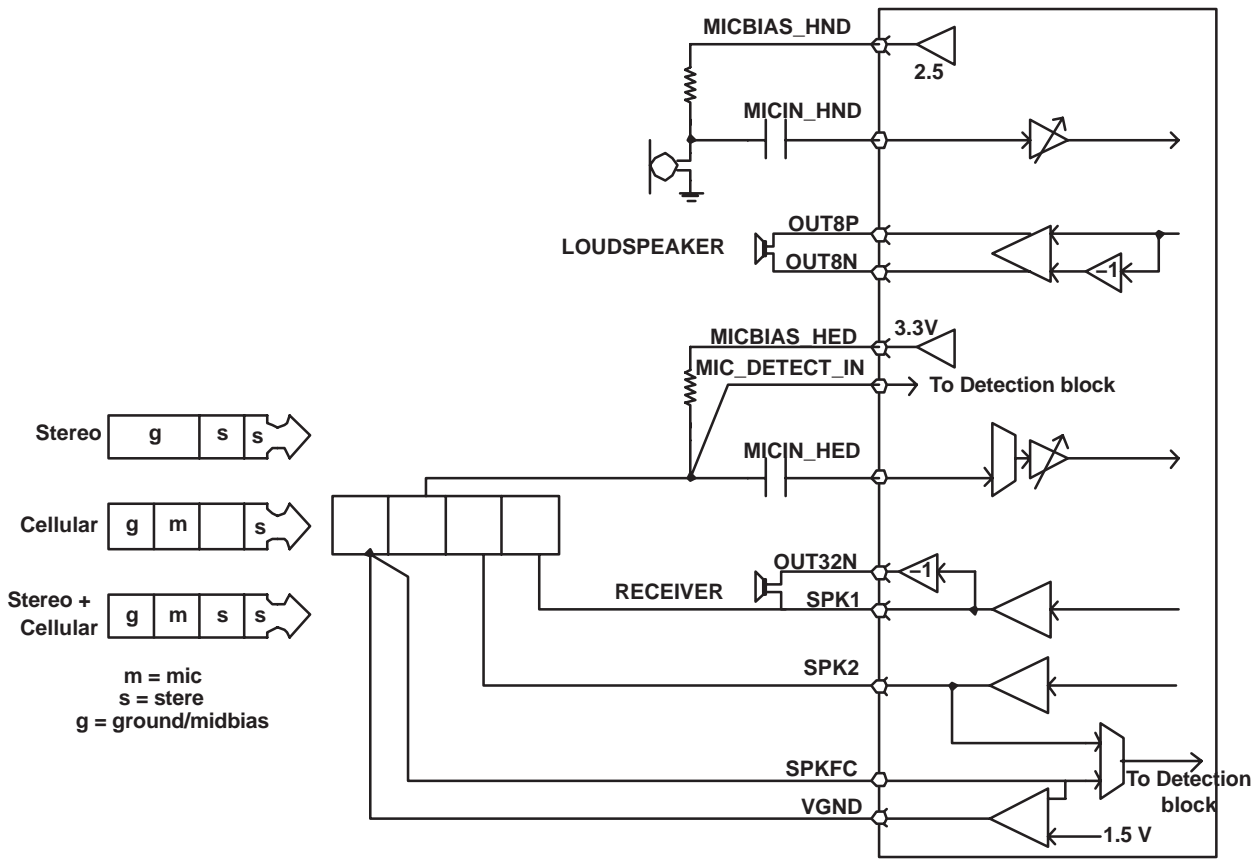 MICBIAS_HND
2.5
MICIN_HND
OUT8P
LOUDSPEAKER
OUT8N
–1
MICBIAS_HED
3.3V
MIC_DETECT_IN
To Detection block
Stereo
g
s
s
MICIN_HED
Cellular
g
m
s
OUT32N
–1
RECEIVER
SPK1
Stereo +
Cellular
g
m
s
s
SPK2
m = mic
s = stere
g = ground/midbias
SPKFC
To Detection
block
VGND
1.5 V